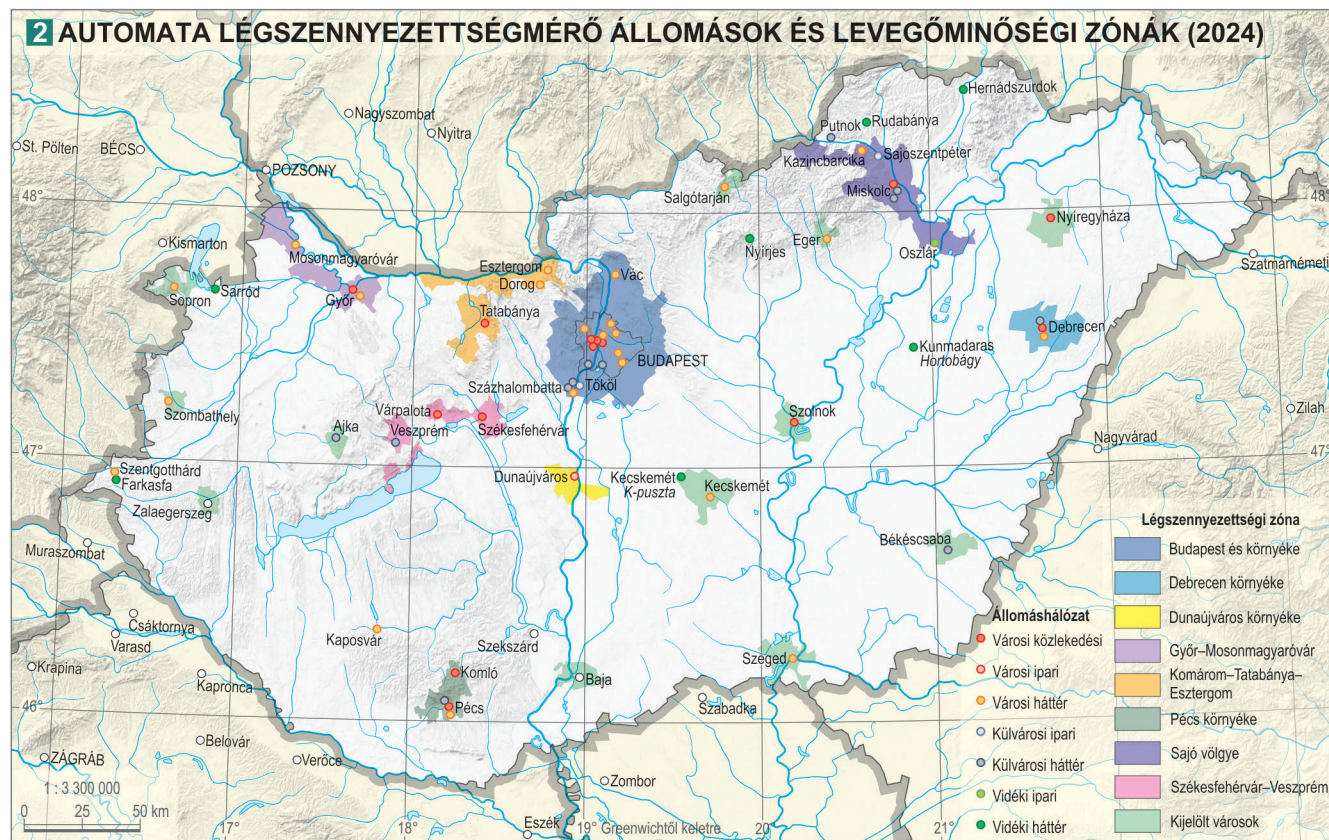 2 AUTOMATA LÉGSZENNYEZETTSÉGMÉRŐ ÁLLOMÁSOK ÉS LEVEGŐMINŐSÉGI ZÓNÁK (2024)
Hernádszurdok
Nagyszombat
Nyitra
Putnok
Rudabánya
St. Pölten
BÉCS
Kazincbarcika
Sajószentpéter
POZSONY
Miskolc
Salgótarján
48°
48°
Nyíregyháza
Kismarton
Mosonmagyaróvár
Nyírjes
Eger
Oszlár
Szatmárnémeti
Esztergom
Vác
Dorog
Sopron
Sarród
Győr
Tatabánya
Debrecen
Kunmadaras
Hortobágy
BUDAPEST
Százhalombatta
Tököl
Szombathely
Várpalota
Székesfehérvár
Szolnok
Zilah
Ajka
Veszprém
Nagyvárad
47°
47°
Szentgotthárd
Farkasfa
Dunaújváros
Kecskemét
K-puszta
Kecskemét
Zalaegerszeg
Békéscsaba
Muraszombat
Csáktornya
Varasd
Kaposvár
Szekszárd
Szeged
Krapina
Kapronca
Komló
Baja
Pécs
Szabadka
46°
46°
Belovár
ZÁGRÁB
Verőce
Zombor
Eszék
1 : 3 300 000
0 25 50 km
17°
18°
19° Greenwichtől keletre
20°
21°
Állomáshálózat
Városi közlekedési
Városi ipari
Városi háttér
Külvárosi ipari
Külvárosi háttér
Vidéki ipari
Vidéki háttér
Légszennyezettségi zóna
Budapest és környéke
Debrecen környéke
Dunaújváros környéke
Győr–Mosonmagyaróvár
Komárom–Tatabánya–
Esztergom
Pécs környéke
Sajó völgye
Székesfehérvár–Veszprém
Kijelölt városok